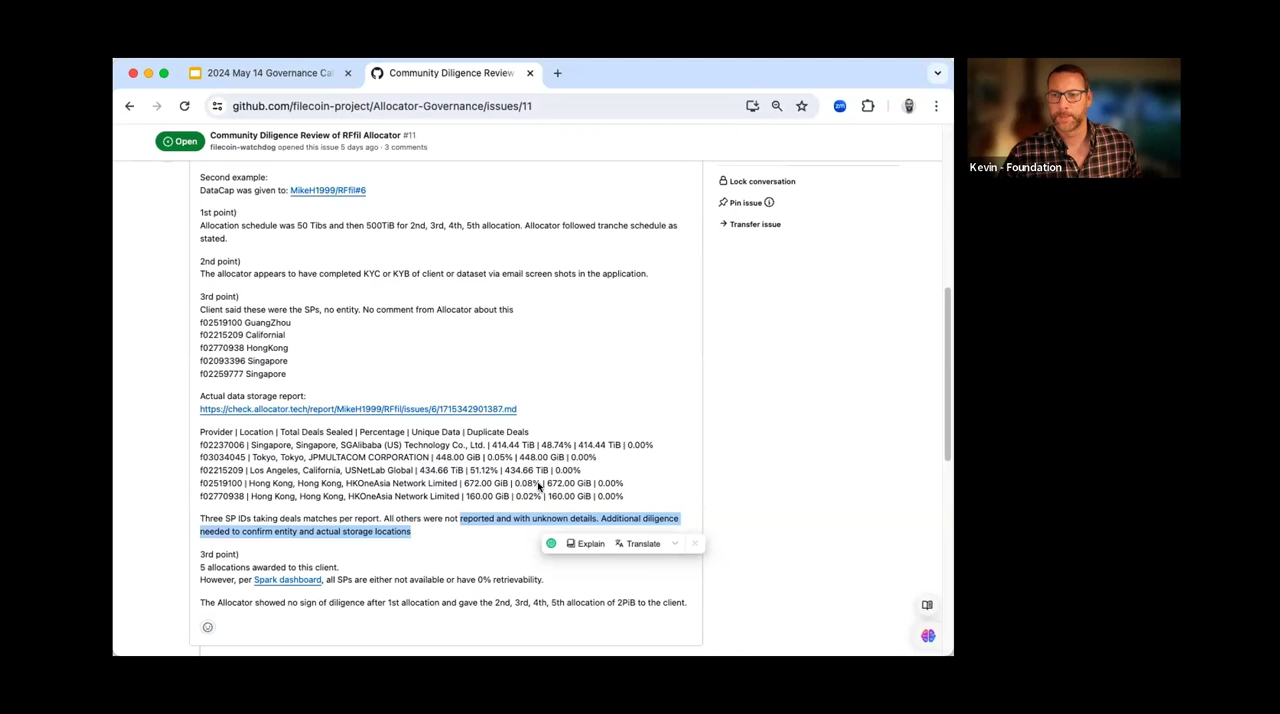 2024 May 14 Governance Ca
Community Diligence Review
github.com/filecoin-project/Allocator-Governance/issues/11
zm
Open
Community Diligence Review of RFfil Allocator #11
filecoin-watchdog opened this issue 5 days ago · 3 comments
Second example:
DataCap was given to: MikeH1999/RFfil#6
1st point)
Allocation schedule was 50 Tibs and then 500TiB for 2nd, 3rd, 4th, 5th allocation. Allocator followed tranche schedule as
stated.
2nd point)
The allocator appears to have completed KYC or KYB of client or dataset via email screen shots in the application.
3rd point)
Client said these were the SPs, no entity. No comment from Allocator about this
f02519100 GuangZhou
f02215209 Californial
f02770938 HongKong
f02093396 Singapore
f02259777 Singapore
Actual data storage report:
https://check.allocator.tech/report/MikeH1999/RFfil/issues/6/1715342901387.md
Provider | Location | Total Deals Sealed | Percentage | Unique Data | Duplicate Deals
f02237006 | Singapore, Singapore, SGAlibaba (US) Technology Co., Ltd. | 414.44 TiB | 48.74% | 414.44 TiB | 0.00%
f03034045 | Tokyo, Tokyo, JPMULTACOM CORPORATION | 448.00 GiB | 0.05% | 448.00 GiB | 0.00%
f02215209 | Los Angeles, California, USNetLab Global | 434.66 TiB | 51.12% | 434.66 TiB | 0.00%
f02519100 | Hong Kong, Hong Kong, HKOneAsia Network Limited | 672.00 GiB | 0.08% | 672.00 GiB | 0.00%
f02770938 | Hong Kong, Hong Kong, HKOneAsia Network Limited | 160.00 GiB | 0.02% | 160.00 GiB | 0.00%
Three SP IDs taking deals matches per report. All others were not reported and with unknown details. Additional diligence
needed to confirm entity and actual storage locations
Explain Translate
3rd point)
5 allocations awarded to this client.
However, per Spark dashboard, all SPs are either not available or have 0% retrievability.
The Allocator showed no sign of diligence after 1st allocation and gave the 2nd, 3rd, 4th, 5th allocation of 2PiB to the client.
Lock conversation
Pin issue
Transfer issue
Kevin - Foundation